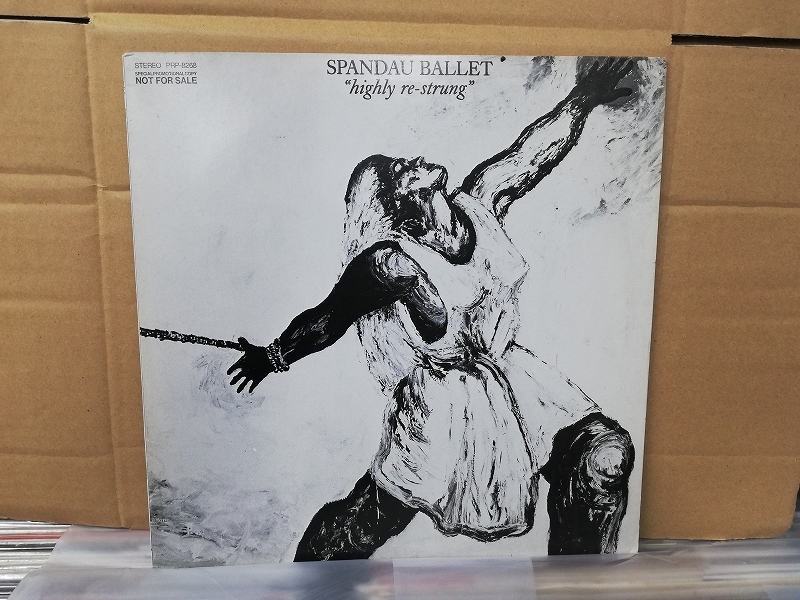 STEREO PRP-8268
SPECIAL PROMOTIONAL COPY
NOT FOR SALE
SPANDAU BALLET
"highly re-strung"